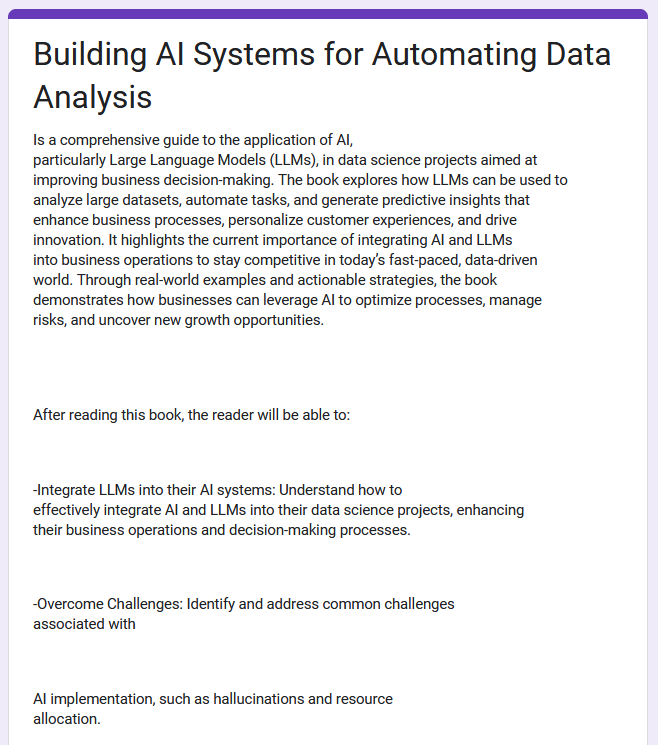 Building AI Systems for Automating Data
Analysis
Is a comprehensive guide to the application of AI,
particularly Large Language Models (LLMs), in data science projects aimed at
improving business decision-making. The book explores how LLMs can be used to
analyze large datasets, automate tasks, and generate predictive insights that
enhance business processes, personalize customer experiences, and drive
innovation. It highlights the current importance of integrating AI and LLMs
into business operations to stay competitive in today’s fast-paced, data-driven
world. Through real-world examples and actionable strategies, the book
demonstrates how businesses can leverage AI to optimize processes, manage
risks, and uncover new growth opportunities.
After reading this book, the reader will be able to:
-Integrate LLMs into their AI systems: Understand how to
effectively integrate AI and LLMs into their data science projects, enhancing
their business operations and decision-making processes.
-Overcome Challenges: Identify and address common challenges
associated with
AI implementation, such as hallucinations and resource
allocation.